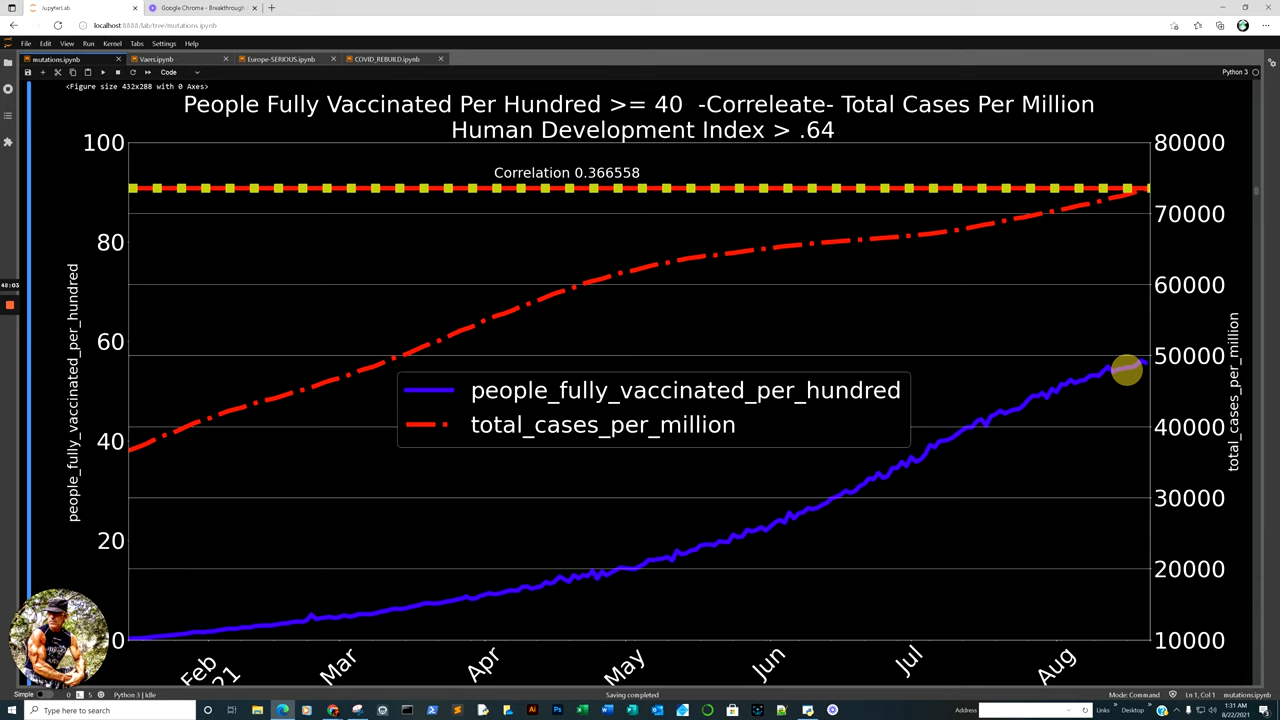 JupyterLab
Google Chrome - Breakthrough
localhost:8888/lab/tree/mutations.ipynb
File Edit View Run Kernel Tabs Settings Help
mutations.ipynb Vaers.ipynb Europe-SERIOUS.ipynb COVID_REBUILD.ipynb
Code Python 3
<Figure size 432x288 with 0 Axes>
People Fully Vaccinated Per Hundred >= 40 -Correleate- Total Cases Per Million
Human Development Index > .64
100 80000
Correlation 0.366558
70000
80
60000
60
50000
40
40000
30000
20
20000
0
10000
people_fully_vaccinated_per_hundred
total_cases_per_million
people_fully_vaccinated_per_hundred
total_cases_per_million
Feb
21
Mar
Apr
May
Jun
Jul
Aug
Simple 0 5 Python 3 | Idle Saving completed Mode: Command Ln 1, Col 1 mutations.ipynb
Type here to search Address Links Desktop 1:31 AM
8/22/2021